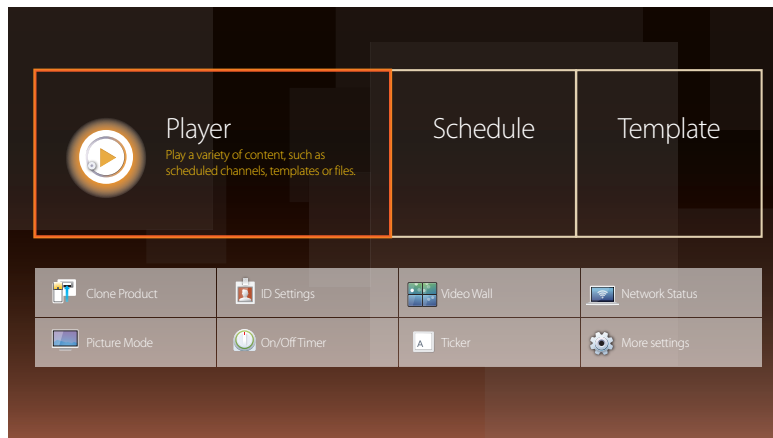 Player
Play a variety of content, such as
scheduled channels, templates or files.
Schedule
Template
Clone Product
ID Settings
Video Wall
Network Status
Picture Mode
On/Off Timer
A
Ticker
More settings